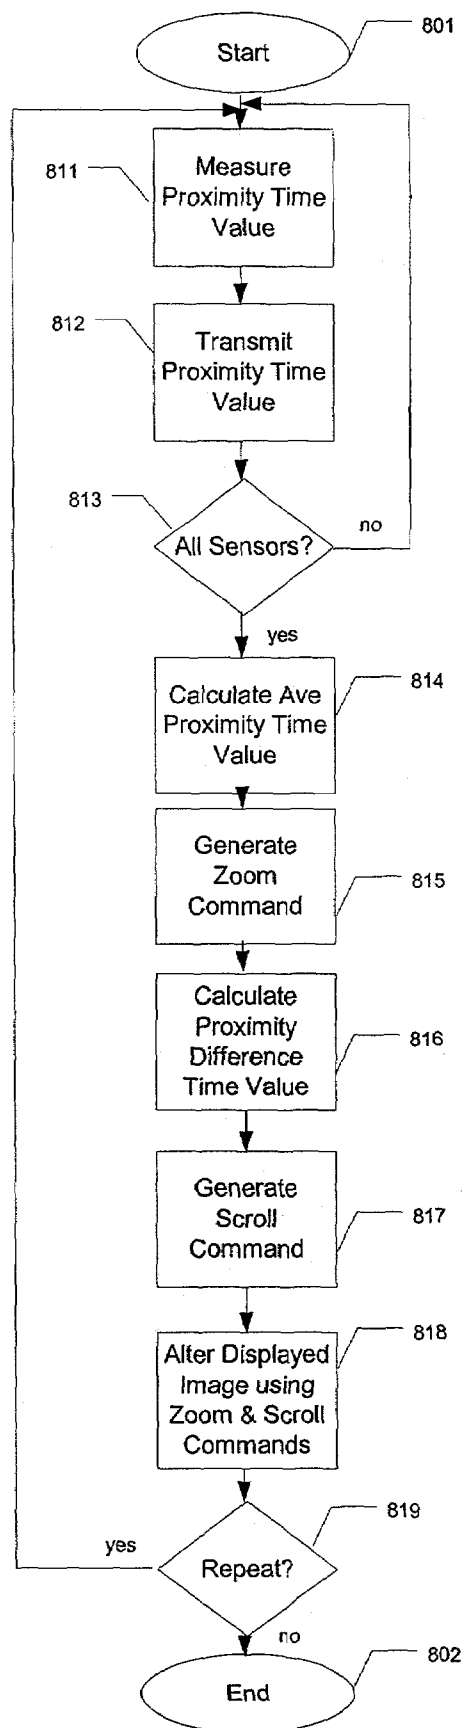 Start
801
811
Measure
Proximity Time
Value
812
Transmit
Proximity Time
Value
813
All Sensors?
no
yes
Calculate Ave
Proximity Time
Value
814
Generate
Zoom
Command
815
Calculate
Proximity
Difference
Time Value
816
Generate
Scroll
Command
817
Alter Displayed
Image using
Zoom & Scroll
Commands
818
819
yes
Repeat?
no
802
End